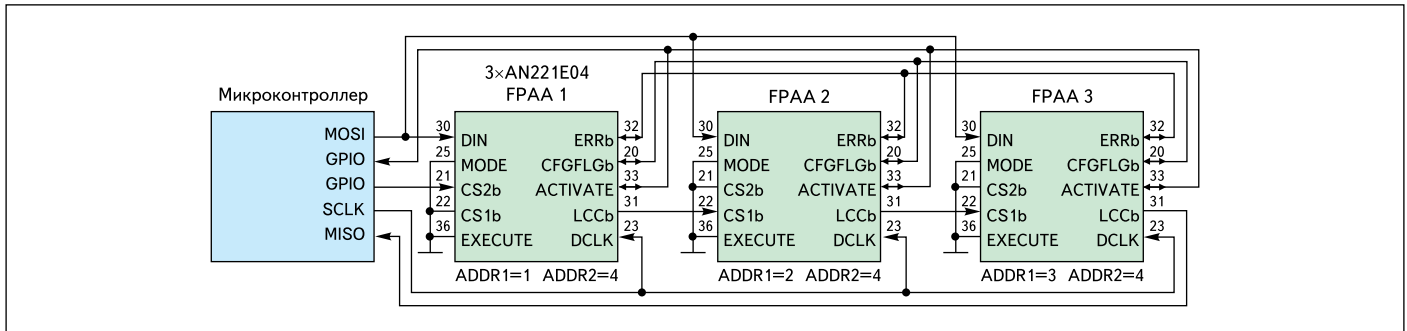 3×AN221E04
Микроконтроллер
FPAA 1
FPAA 2
FPAA 3
MOSI
GPIO
GPIO
SCLK
MISO
30 DIN ERRb 32
25 MODE CFGFLGb 20
21 CS2b ACTIVATE 33
22 CS1b LCCb 31
36 EXECUTE DCLK 23
ADDR1=1 ADDR2=4
30 DIN ERRb 32
25 MODE CFGFLGb 20
21 CS2b ACTIVATE 33
22 CS1b LCCb 31
36 EXECUTE DCLK 23
ADDR1=2 ADDR2=4
30 DIN ERRb 32
25 MODE CFGFLGb 20
21 CS2b ACTIVATE 33
22 CS1b LCCb 31
36 EXECUTE DCLK 23
ADDR1=3 ADDR2=4